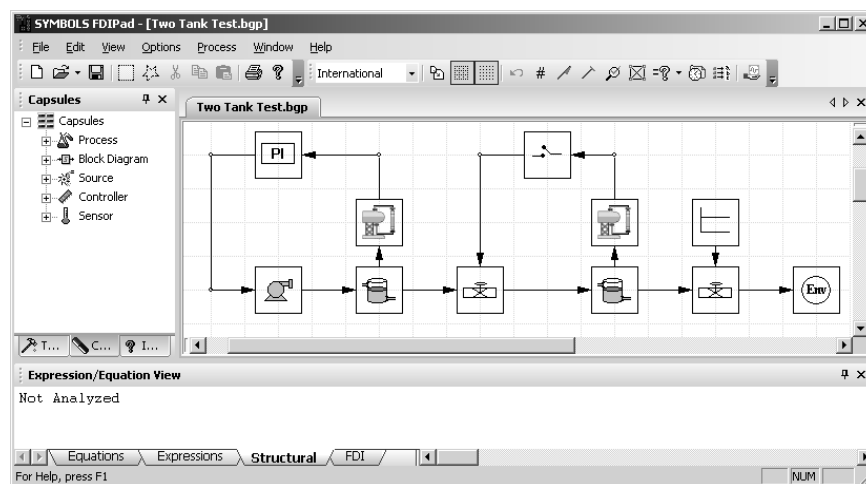 SYMBOLS FDIPad - [Two Tank Test.bgp]
File Edit View Options Process Window Help
International
Capsules
Two Tank Test.bgp
Capsules
Process
Block Diagram
Source
Controller
Sensor
PI
Env
T... C... I...
Expression/Equation View
Not Analyzed
Equations Expressions Structural FDI
For Help, press F1
NUM